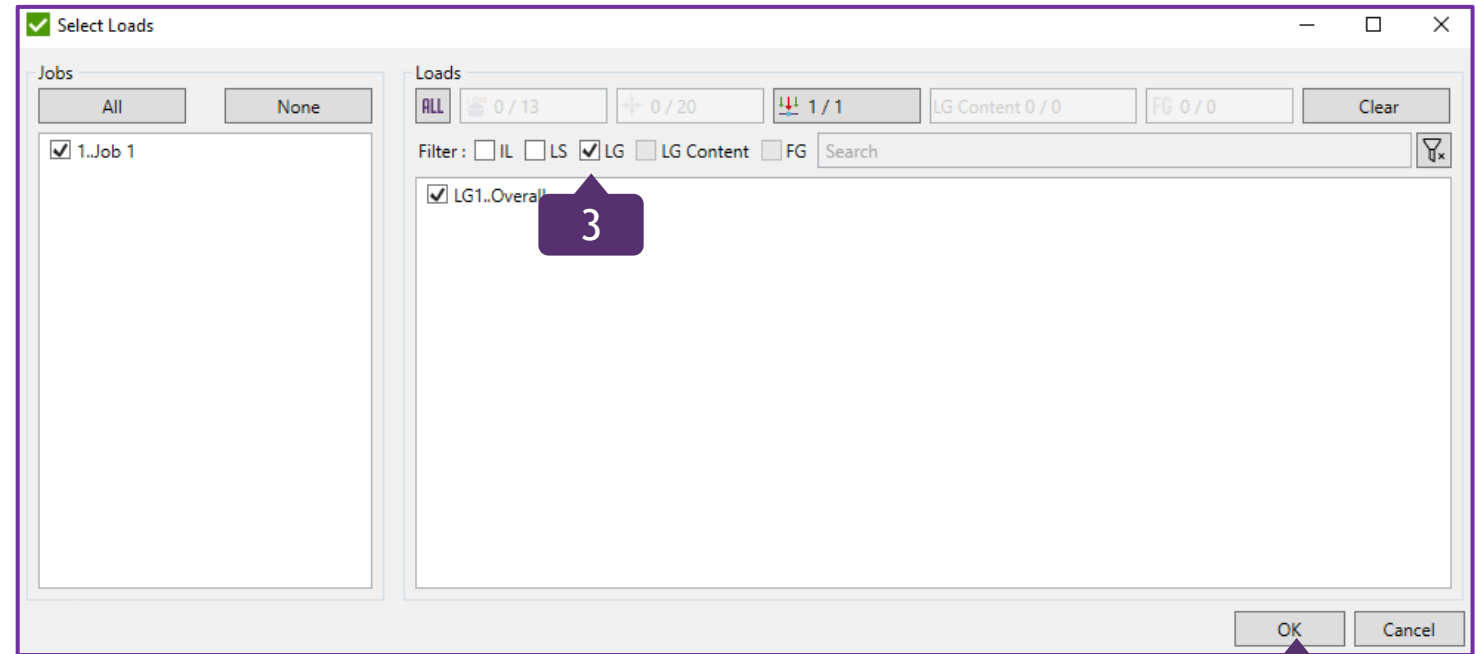 Select Loads
Jobs
All None
1..Job 1
Loads
ALL 0 / 13 0 / 20 1 / 1 LG Content 0 / 0 FG 0 / 0 Clear
Filter : IL LS LG LG Content FG Search
LG1..Overall
3
OK Cancel